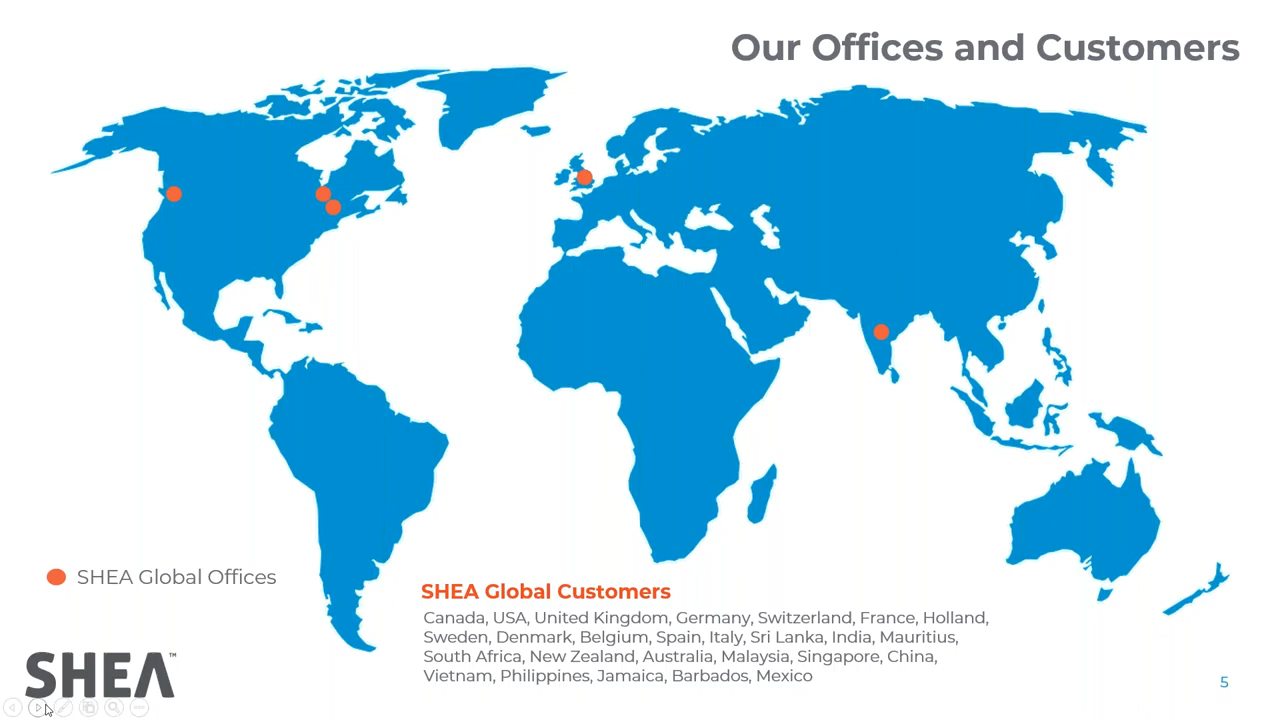 Our Offices and Customers
SHEA Global Offices
SHEA Global Customers
Canada, USA, United Kingdom, Germany, Switzerland, France, Holland,
Sweden, Denmark, Belgium, Spain, Italy, Sri Lanka, India, Mauritius,
South Africa, New Zealand, Australia, Malaysia, Singapore, China,
Vietnam, Philippines, Jamaica, Barbados, Mexico
SHEA™
5